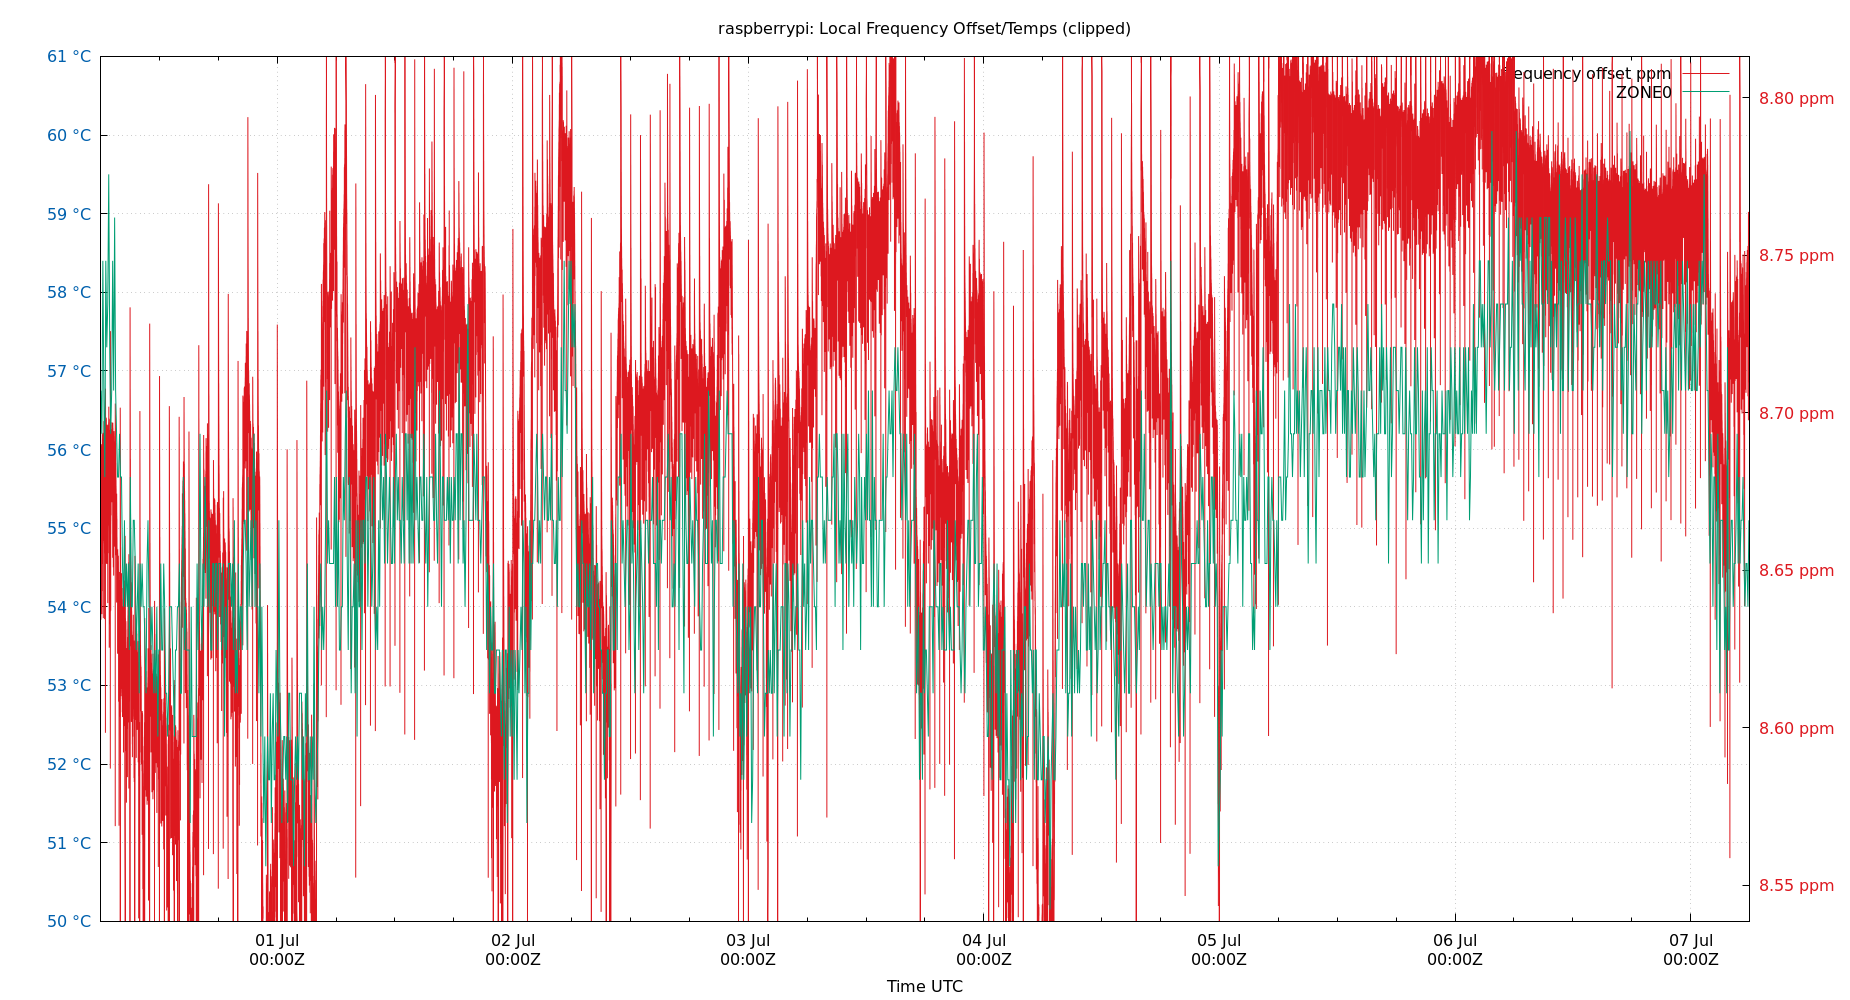 raspberrypi: Local Frequency Offset/Temps (clipped)
61 °C
60 °C
59 °C
58 °C
57 °C
56 °C
55 °C
54 °C
53 °C
52 °C
51 °C
50 °C
equency offset ppm
ZONE0
8.80 ppm
8.75 ppm
8.70 ppm
8.65 ppm
8.60 ppm
8.55 ppm
01 Jul
00:00Z
02 Jul
00:00Z
03 Jul
00:00Z
04 Jul
00:00Z
05 Jul
00:00Z
06 Jul
00:00Z
07 Jul
00:00Z
Time UTC